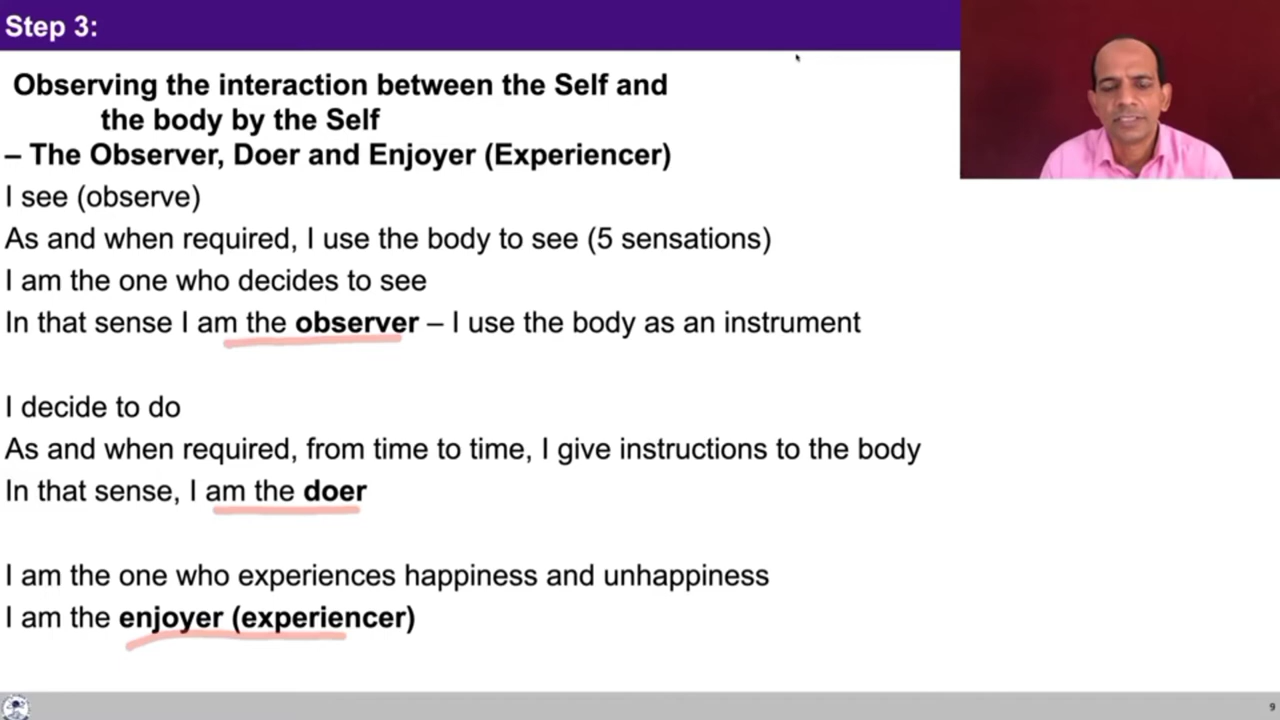 Step 3:
Observing the interaction between the Self and
the body by the Self
– The Observer, Doer and Enjoyer (Experiencer)
I see (observe)
As and when required, I use the body to see (5 sensations)
I am the one who decides to see
In that sense I am the observer – I use the body as an instrument
I decide to do
As and when required, from time to time, I give instructions to the body
In that sense, I am the doer
I am the one who experiences happiness and unhappiness
I am the enjoyer (experiencer)
9